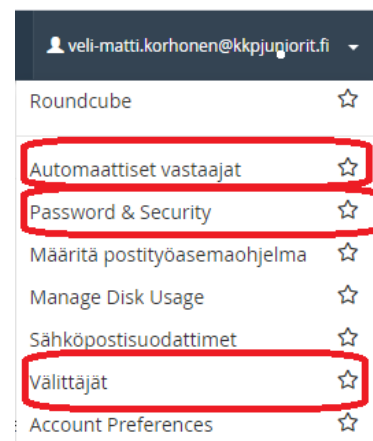 veli-matti.korhonen@kkpjuniorit.fi
Roundcube
Automaattiset vastaajat
Password & Security
Määritä postityöasemaohjelma
Manage Disk Usage
Sähköpostisuodattimet
Välittäjät
Account Preferences